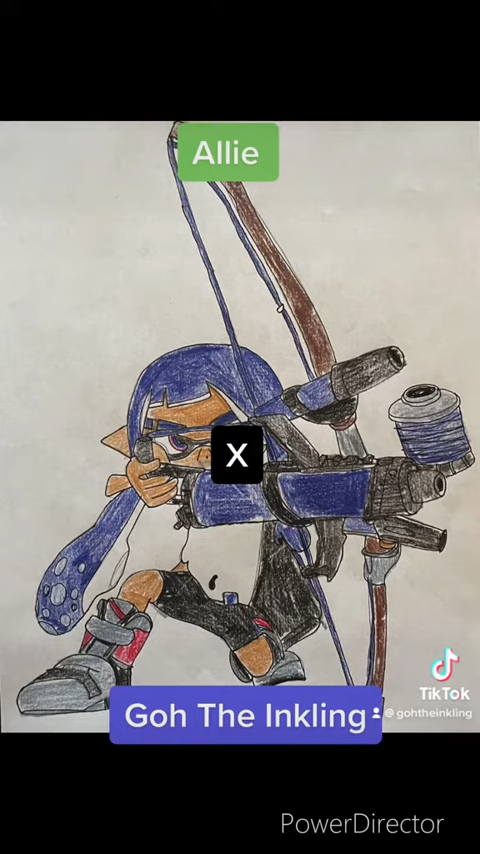 Allie
X
Goh The Inkling
TikTok
@ gohtheinkling
PowerDirector